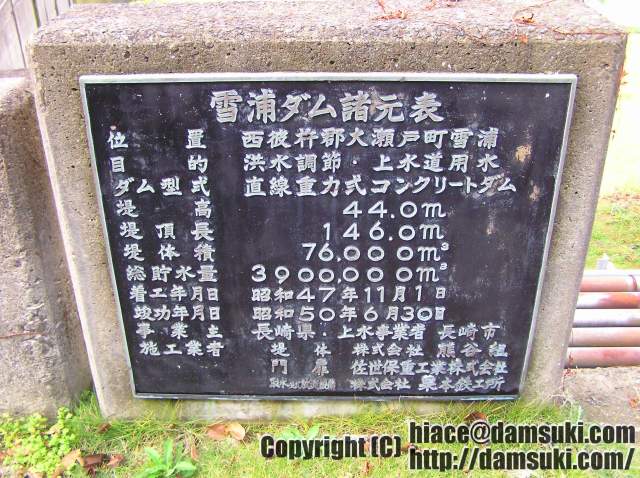 雪浦ダム諸元表
位置 西彼杵郡大瀬戸町雪浦
目的 洪水調節・上水道用水
ダム型式 直線重力式コンクリートダム
堤高 44.0m
堤頂長 146.0m
堤体積 76,000m³
総貯水量 3900,000m³
着工年月日 昭和47年11月1日
竣功年月日 昭和50年6月30日
事業主 長崎県・上水事業者 長崎市
施工業者 堤体 株式会社 熊谷組
門扉 佐世保重工業株式会社
株式会社 栗本鉄工所
Copyright (C) hiace@damsuki.com
http://damsuki.com/